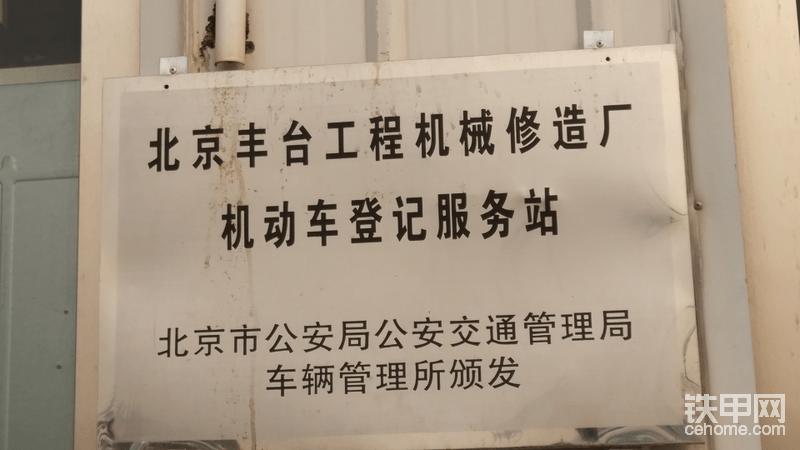 北京丰台工程机械修造厂
机动车登记服务站
北京市公安局公安交通管理局
车辆管理所颁发
铁甲网
cehome.com